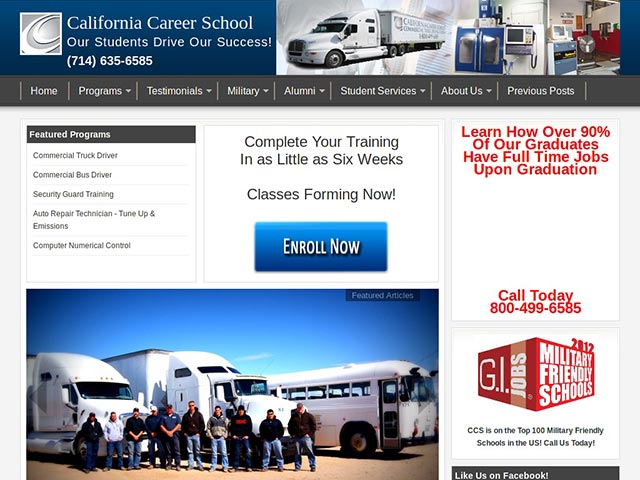 California Career School
Our Students Drive Our Success!
(714) 635-6585
Home
Programs
Testimonials
Military
Alumni
Student Services
About Us
Previous Posts
Featured Programs
Commercial Truck Driver
Commercial Bus Driver
Security Guard Training
Auto Repair Technician - Tune Up &
Emissions
Computer Numerical Control
Complete Your Training
In as Little as Six Weeks
Classes Forming Now!
ENROLL NOW
Learn How Over 90%
Of Our Graduates
Have Full Time Jobs
Upon Graduation
Call Today
800-499-6585
Featured Articles
G.I. JOBS
2012
MILITARY
FRIENDLY
SCHOOLS
CCS is on the Top 100 Military Friendly
Schools in the US! Call Us Today!
Like Us on Facebook!